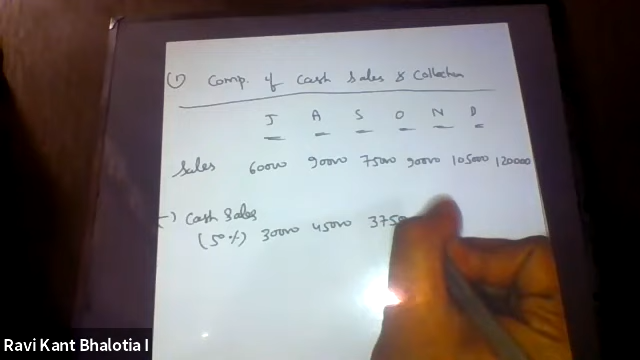 (1) Comp. of Cash Sales & Collection
J A S O N D
Sales 60000 90000 75000 90000 105000 120000
(-) Cash Sales
(50%) 30000 45000 3750
Ravi Kant Bhalotia I